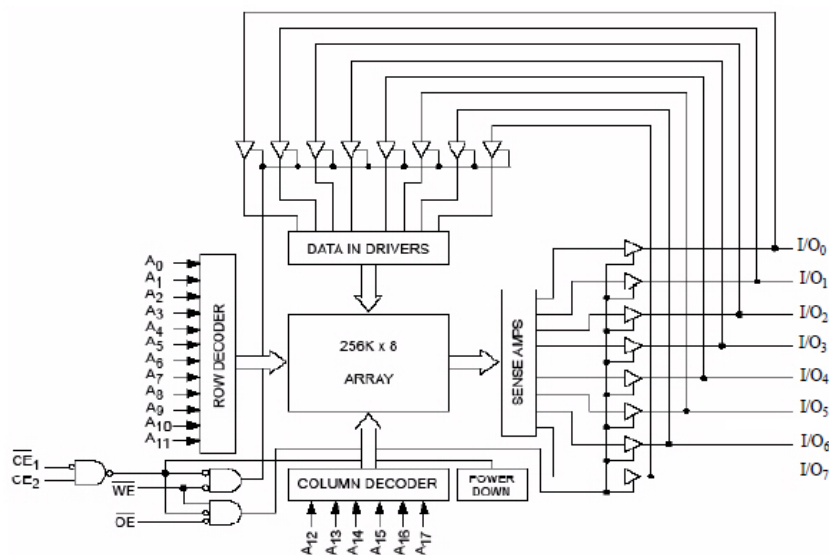 DATA IN DRIVERS
A0
A1
A2
A3
A4
A5
A6
A7
A8
A9
A10
A11
ROW DECODER
256K x 8
ARRAY
SENSE AMPS
I/O0
I/O1
I/O2
I/O3
I/O4
I/O5
I/O6
I/O7
CE1
CE2
WE
OE
COLUMN DECODER
POWER
DOWN
A12
A13
A14
A15
A16
A17